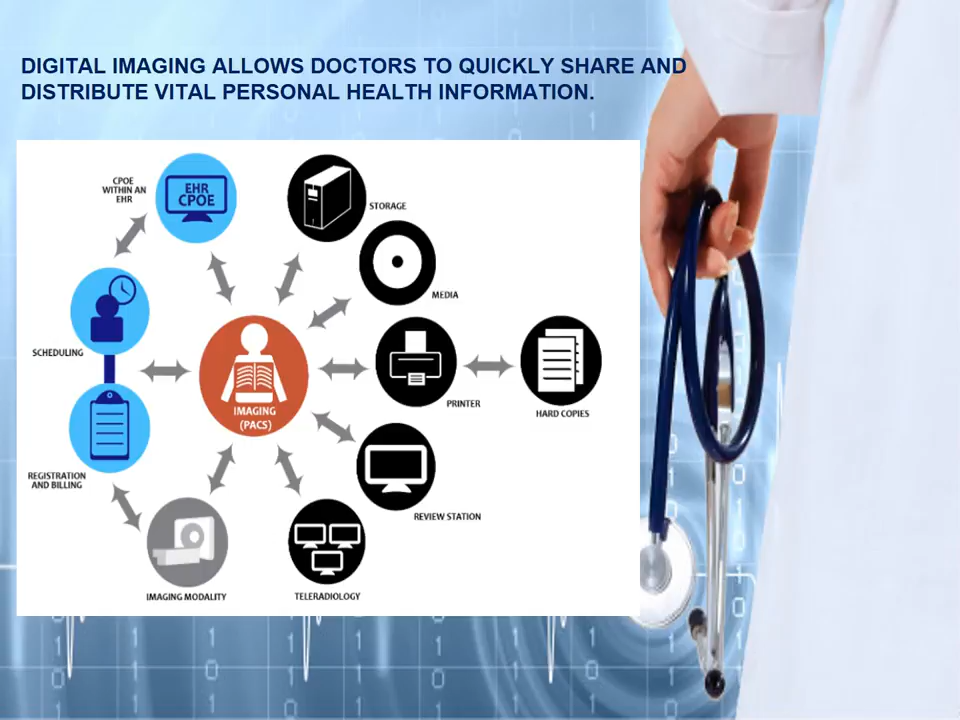 DIGITAL IMAGING ALLOWS DOCTORS TO QUICKLY SHARE AND
DISTRIBUTE VITAL PERSONAL HEALTH INFORMATION.
CPOE
WITHIN AN
EHR
EHR
CPOE
STORAGE
MEDIA
SCHEDULING
IMAGING
(PACS)
PRINTER
HARD COPIES
REGISTRATION
AND BILLING
REVIEW STATION
IMAGING MODALITY
TELERADIOLOGY